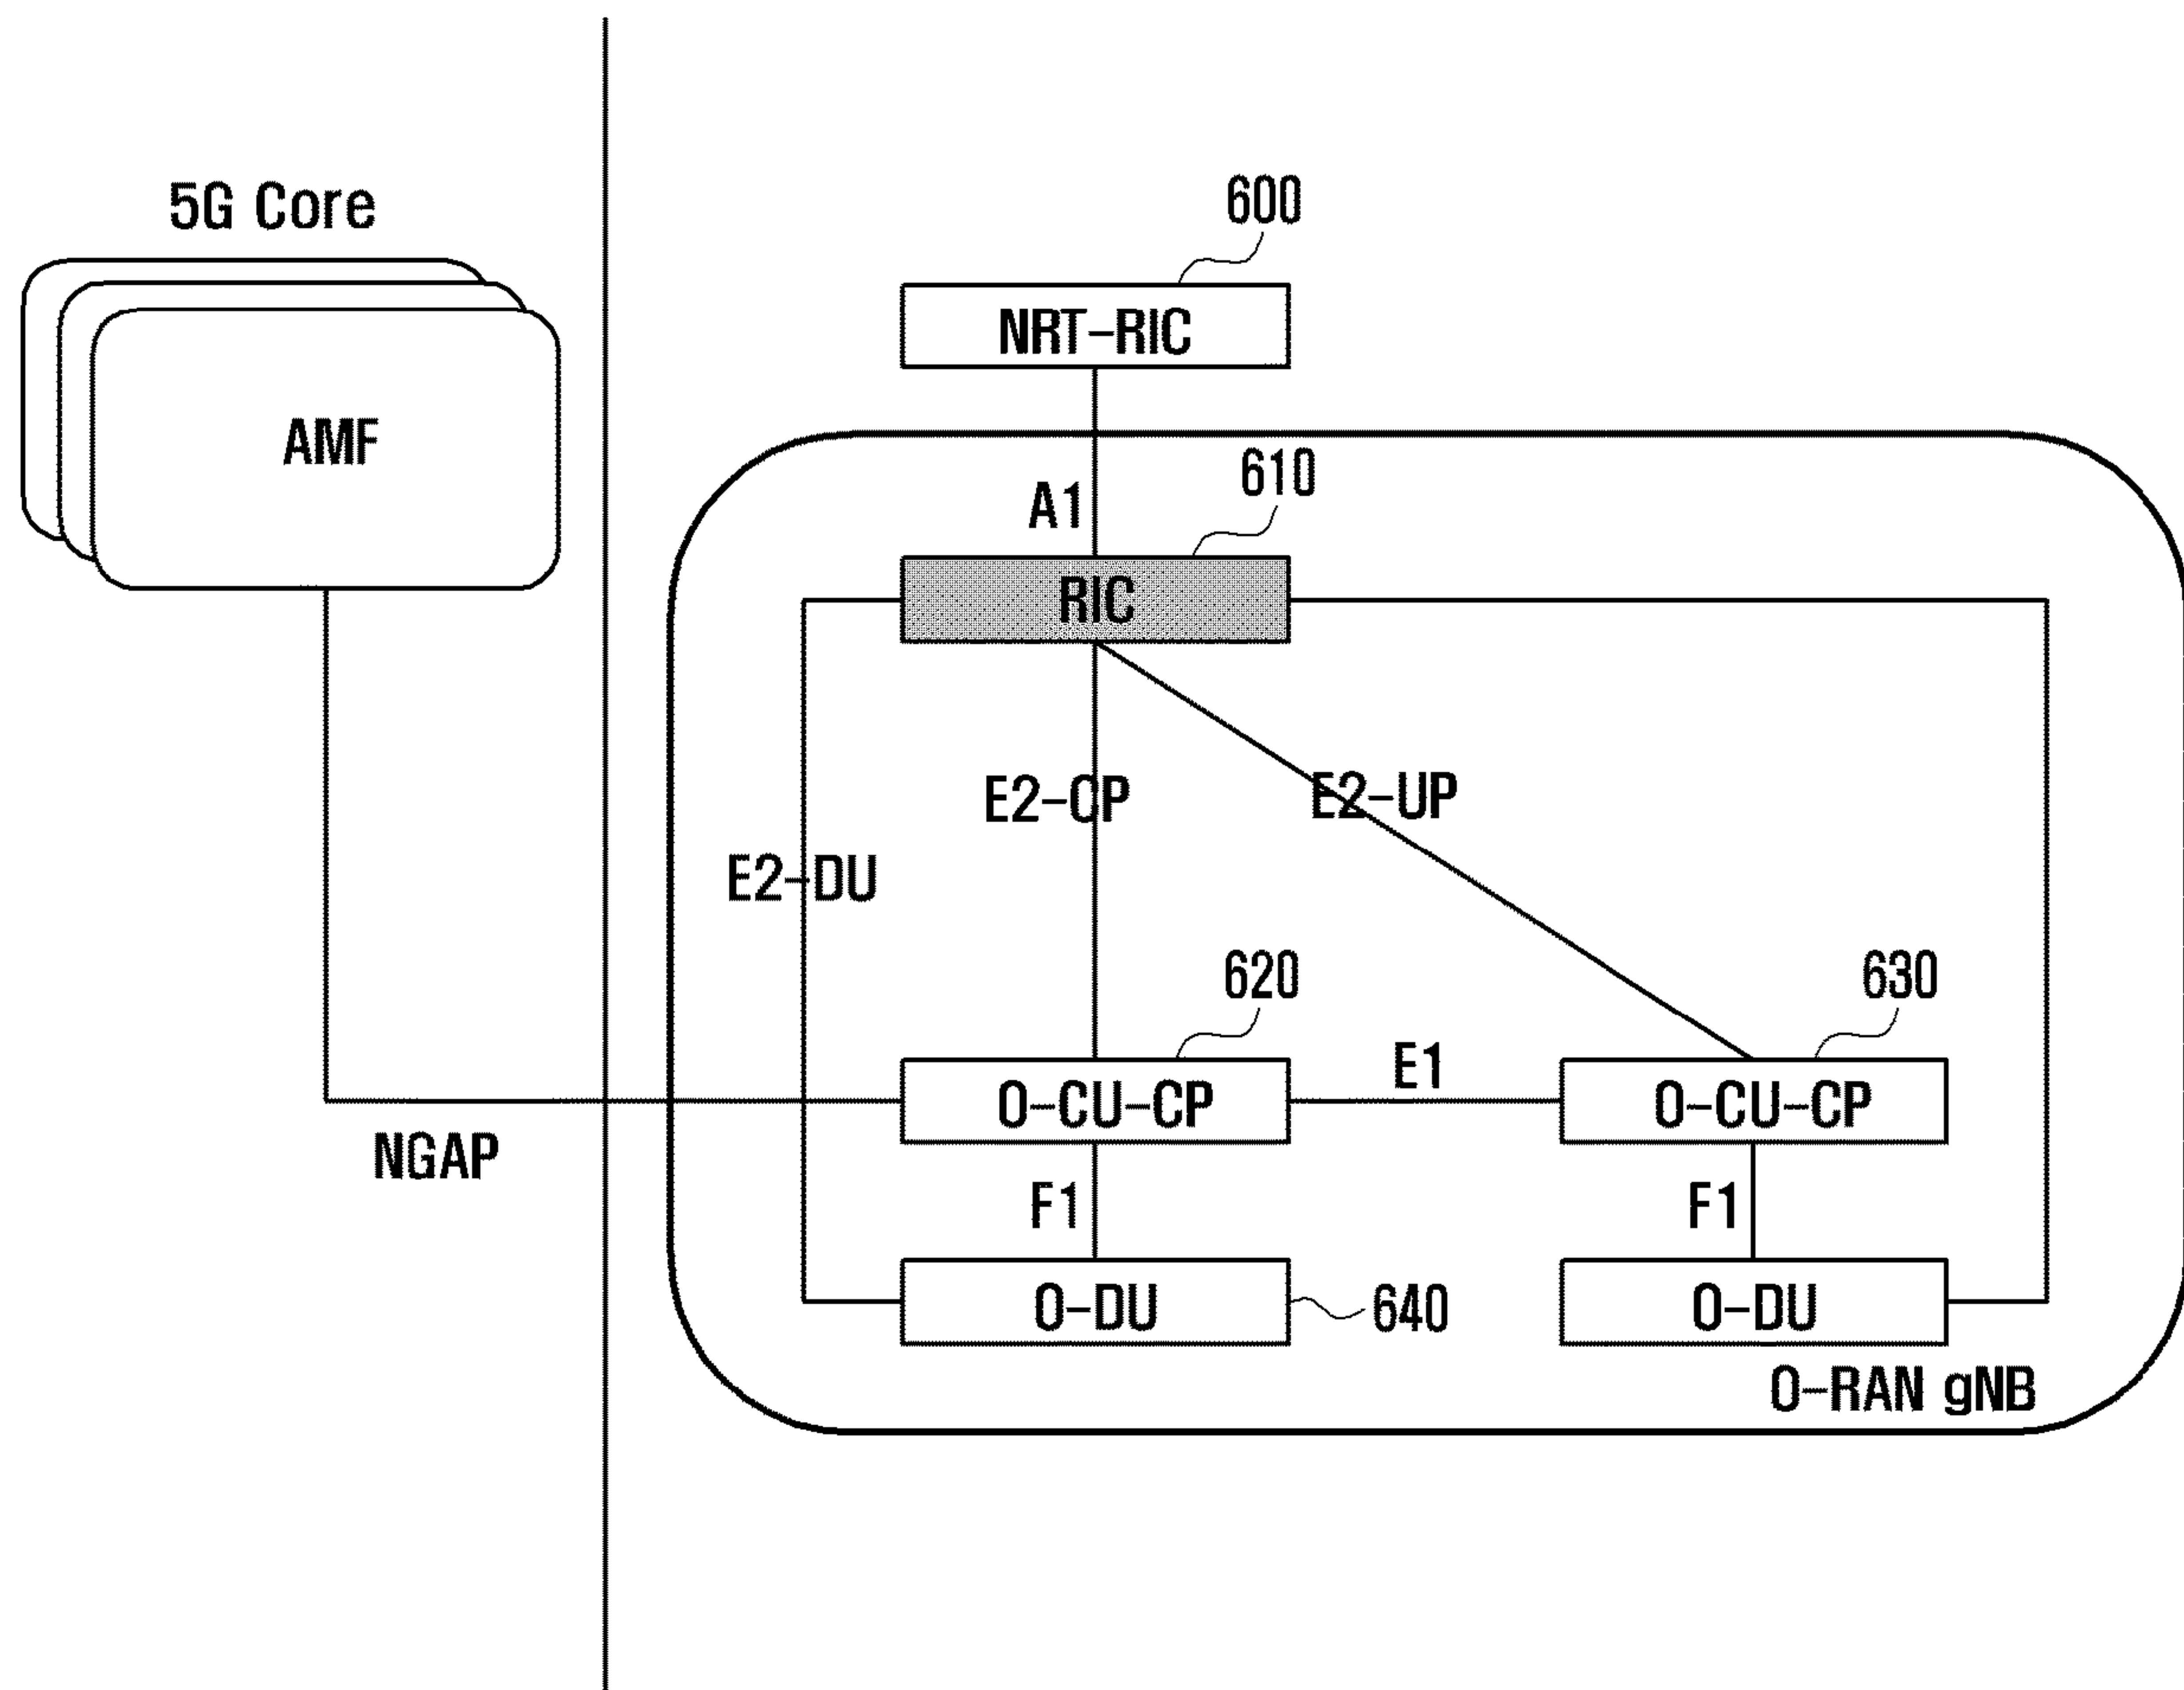 5G Core
AMF
600
NRT-RIC
A1
610
RIC
E2-CP
E2-UP
E2-DU
620
630
O-CU-CP
E1
O-CU-CP
NGAP
F1
F1
O-DU
640
O-DU
O-RAN gNB